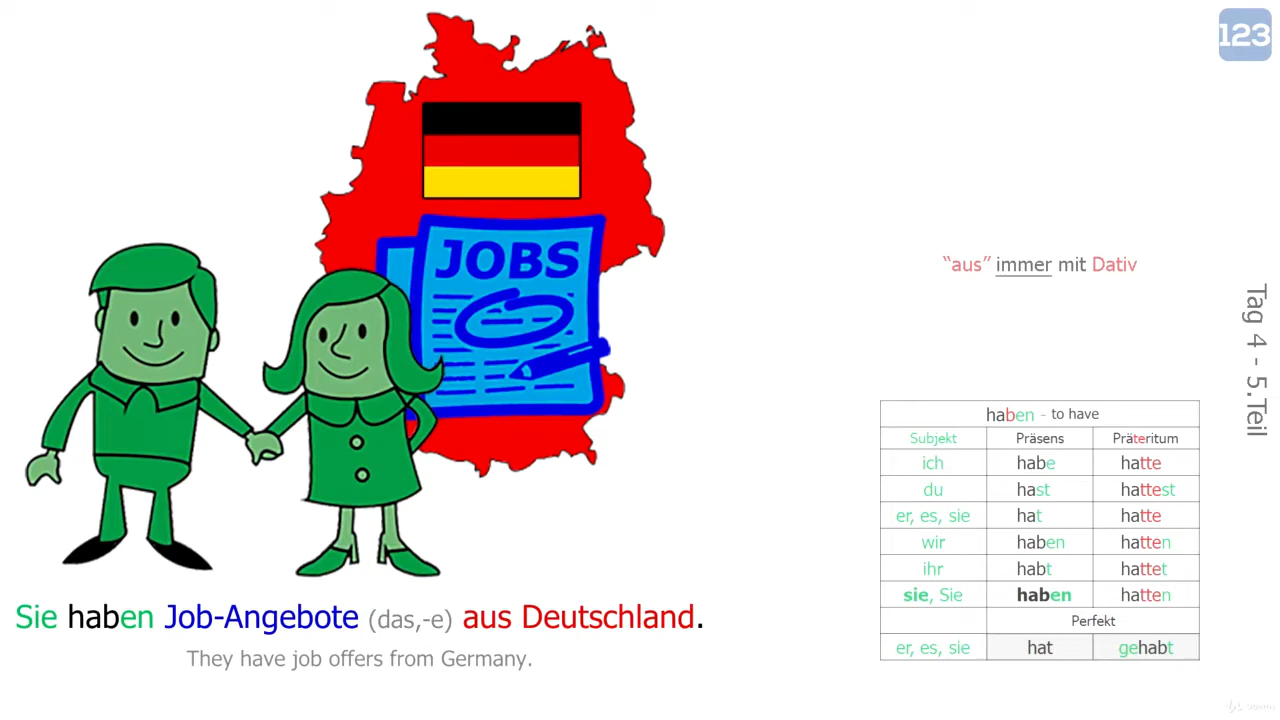 123
JOBS
“aus” immer mit Dativ
Tag 4 - 5.Teil
haben - to have
Subjekt Präsens Präteritum
ich habe hatte
du hast hattest
er, es, sie hat hatte
wir haben hatten
ihr habt hattet
sie, Sie haben hatten
Perfekt
er, es, sie hat gehabt
Sie haben Job-Angebote (das,-e) aus Deutschland.
They have job offers from Germany.